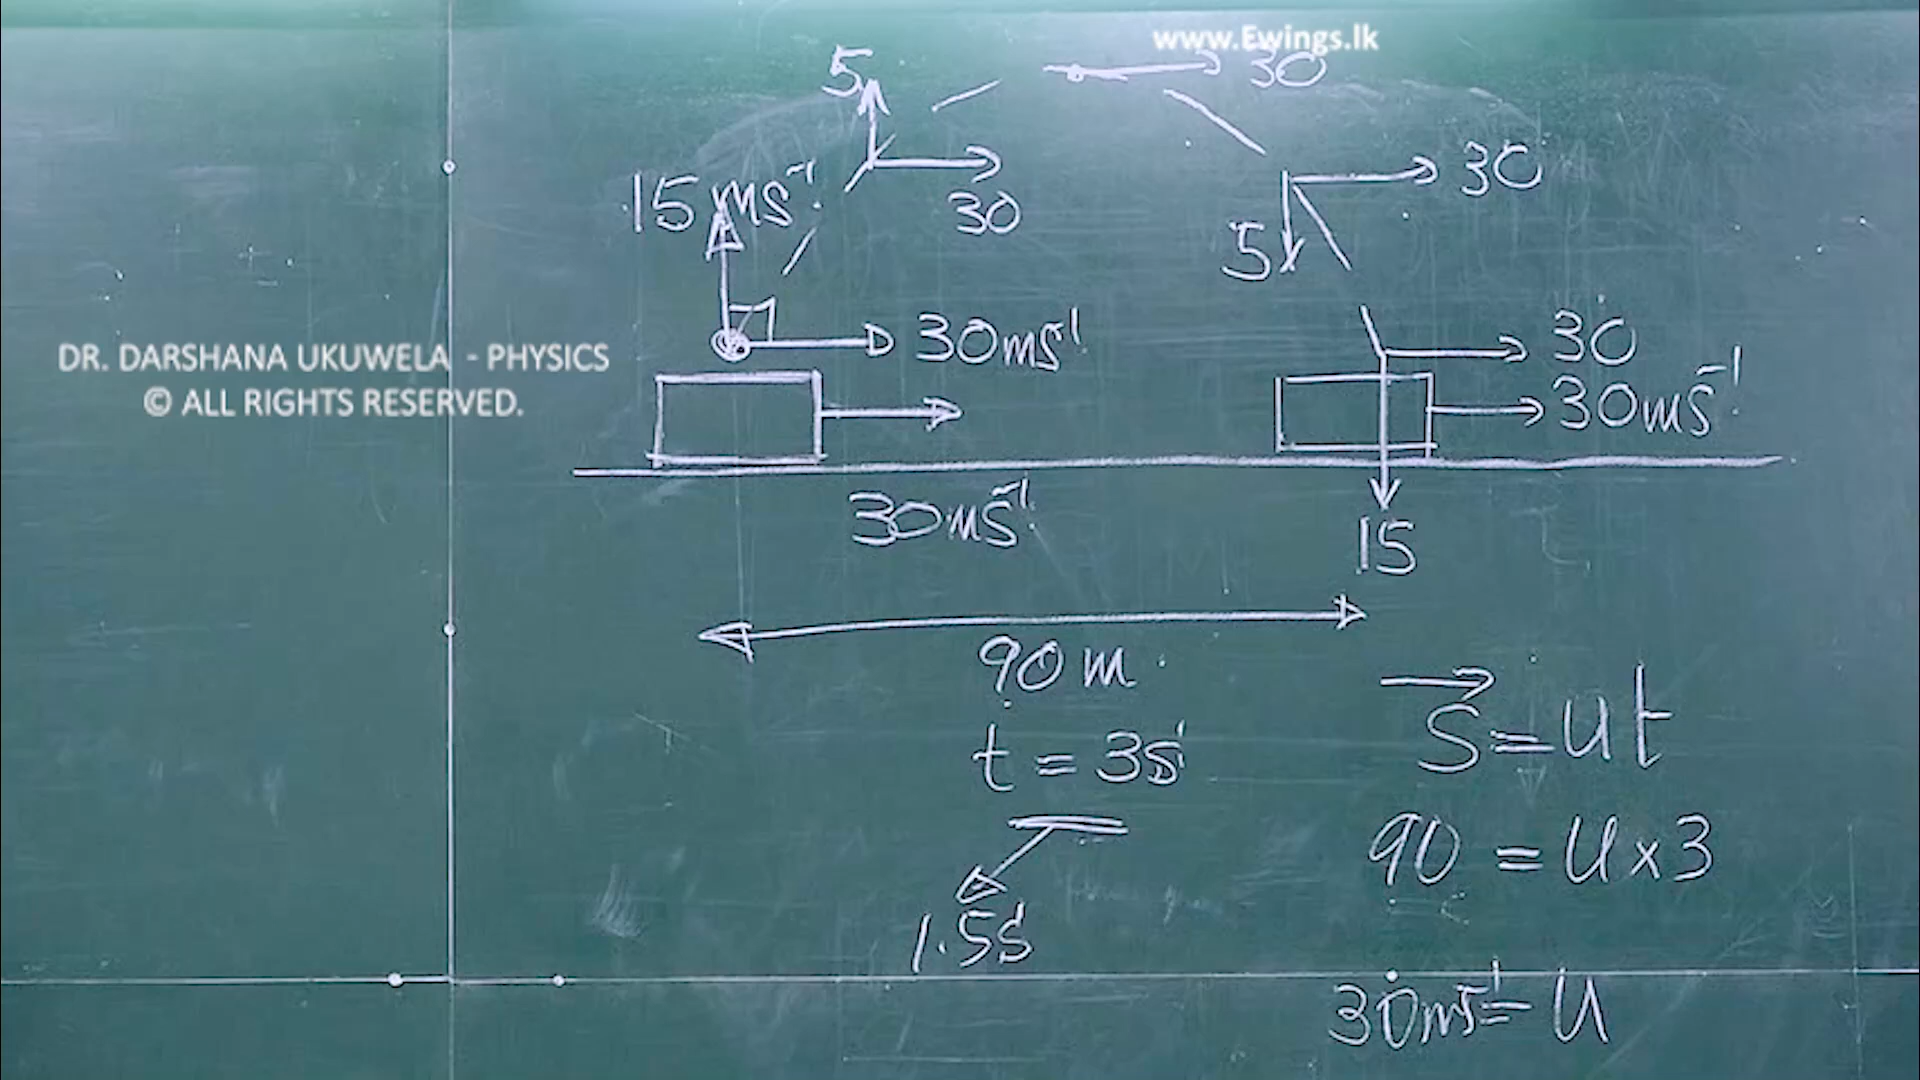 www.Ewings.lk
5
30
30
15 ms⁻¹
30
5
30 ms⁻¹
30
DR. DARSHANA UKUWELA - PHYSICS
© ALL RIGHTS RESERVED.
30 ms⁻¹
30 ms⁻¹
15
90 m
t = 3s
1.5s
S = ut
90 = u × 3
30 ms⁻¹ = u